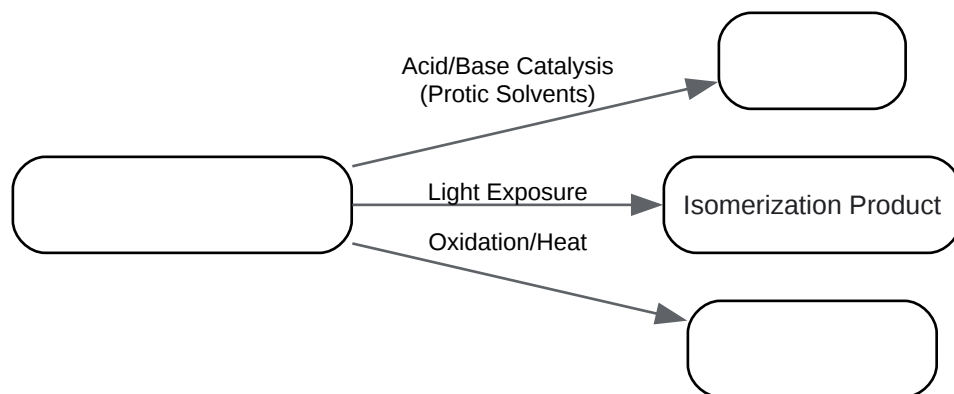 Acid/Base Catalysis
(Protic Solvents)
Light Exposure
Isomerization Product
Oxidation/Heat